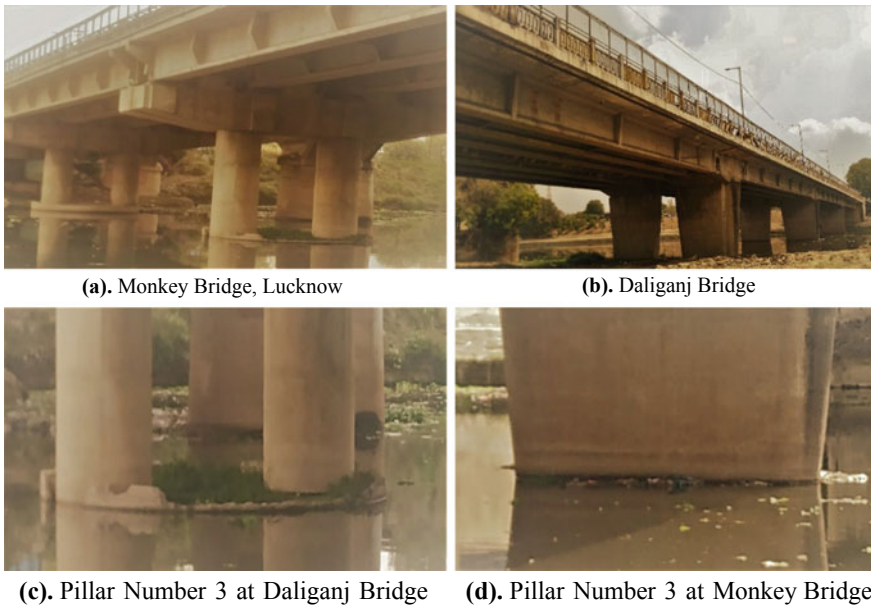 (a). Monkey Bridge, Lucknow
(b). Daliganj Bridge
(c). Pillar Number 3 at Daliganj Bridge
(d). Pillar Number 3 at Monkey Bridge